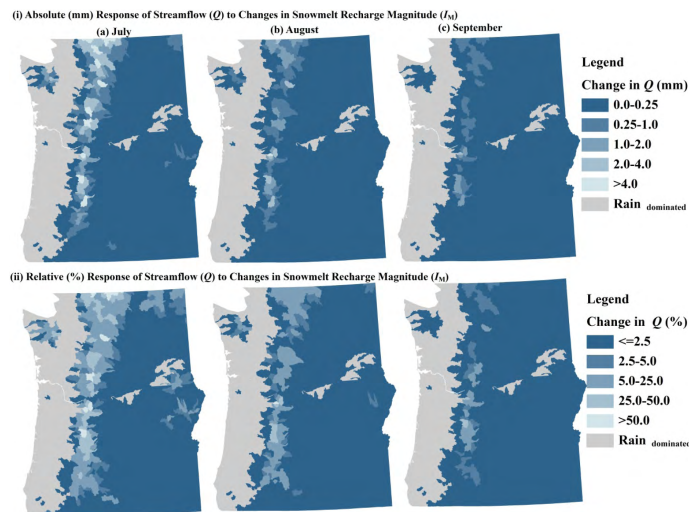 (i) Absolute (mm) Response of Streamflow (Q) to Changes in Snowmelt Recharge Magnitude (IM)
(a) July
(b) August
(c) September
Legend
Change in Q (mm)
0.0-0.25
0.25-1.0
1.0-2.0
2.0-4.0
>4.0
Rain dominated
(ii) Relative (%) Response of Streamflow (Q) to Changes in Snowmelt Recharge Magnitude (IM)
Legend
Change in Q (%)
<=2.5
2.5-5.0
5.0-25.0
25.0-50.0
>50.0
Rain dominated